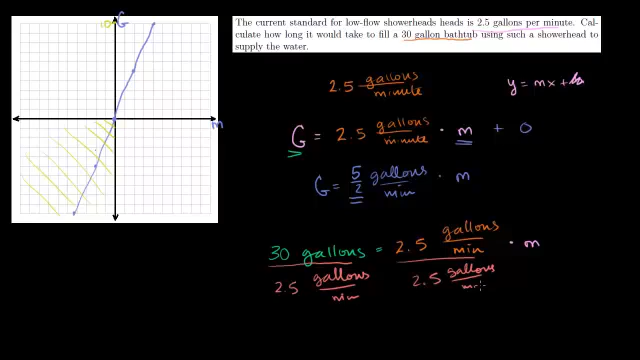 The current standard for low-flow showerheads heads is 2.5 gallons per minute. Cal-
culate how long it would take to fill a 30 gallon bathtub using such a showerhead to
supply the water.
G
m
2.5 gallons/minute
y = mx + b
G = 2.5 gallons/minute · m + 0
G = 5/2 gallons/min · m
30 gallons = 2.5 gallons/min · m
2.5 gallons/min 2.5 gallons/min